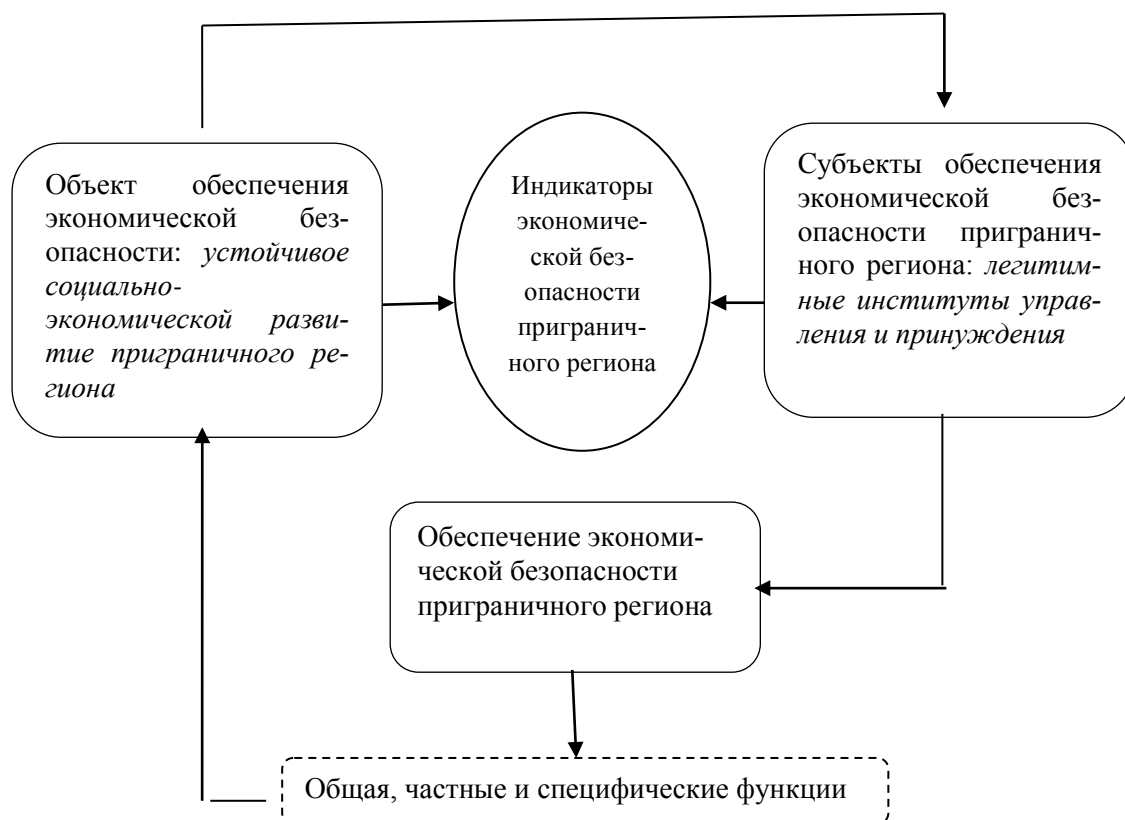 Объект обеспечения
экономической без-
опасности: устойчивое
социально-
экономической разви-
тие приграничного ре-
гиона
Индикаторы
экономиче-
ской без-
опасности
пригранич-
ного региона
Субъекты обеспечения
экономической без-
опасности пригранич-
ного региона: легитим-
ные институты управ-
ления и принуждения
Обеспечение экономи-
ческой безопасности
приграничного региона
Общая, частные и специфические функции